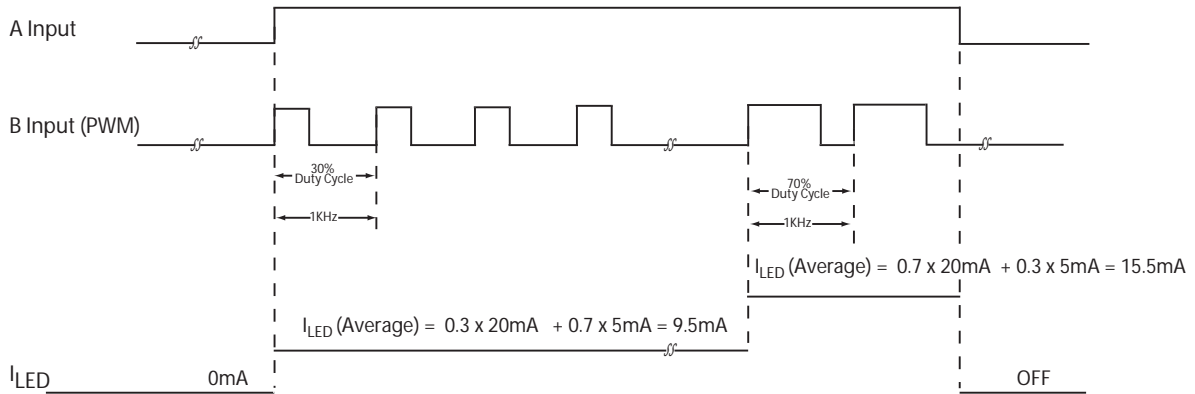 A Input
B Input (PWM)
30%
Duty Cycle
1KHz
70%
Duty Cycle
1KHz
I_LED (Average) = 0.7 x 20mA + 0.3 x 5mA = 15.5mA
I_LED (Average) = 0.3 x 20mA + 0.7 x 5mA = 9.5mA
I_LED 0mA OFF